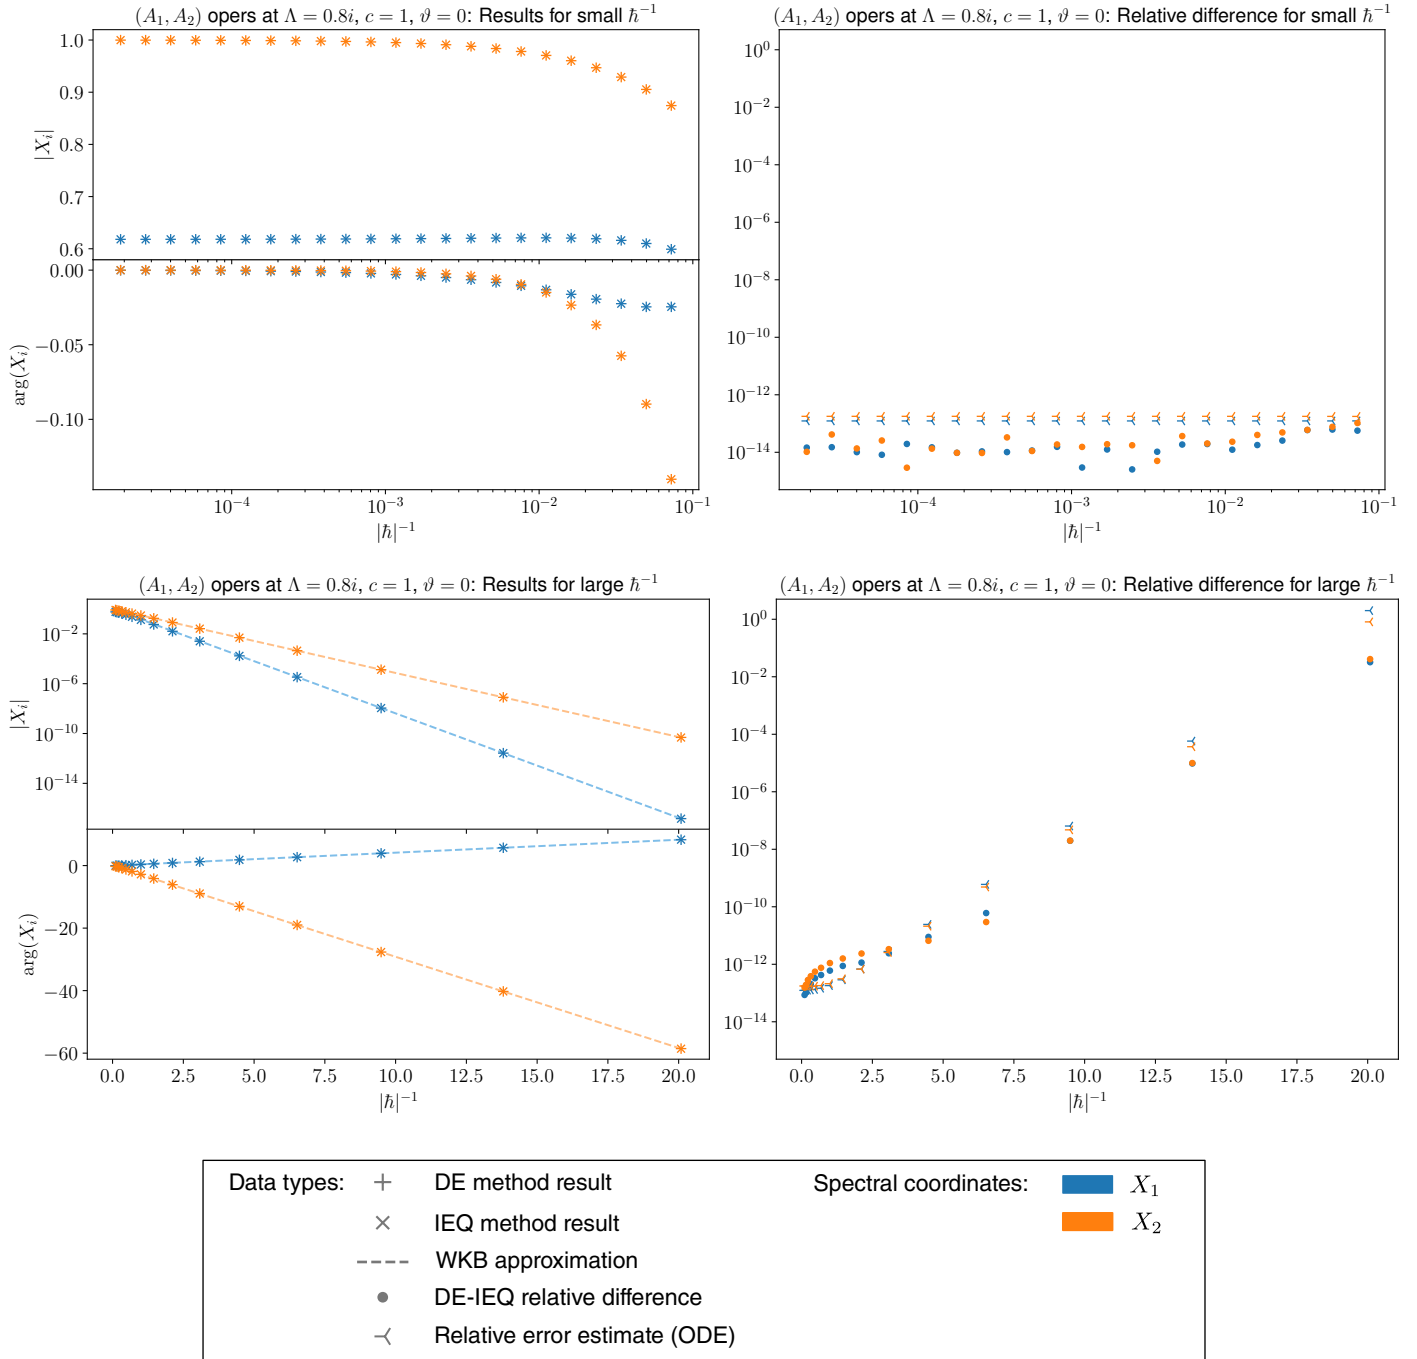 (A₁, A₂) opers at Λ = 0.8i, c = 1, ϑ = 0: Results for small ℏ⁻¹
1.0
0.9
0.8
0.7
0.6
|Xᵢ|
0.00
−0.05
−0.10
arg(Xᵢ)
10⁻⁴ 10⁻³ 10⁻² 10⁻¹
|ℏ|⁻¹
(A₁, A₂) opers at Λ = 0.8i, c = 1, ϑ = 0: Relative difference for small ℏ⁻¹
10⁰
10⁻²
10⁻⁴
10⁻⁶
10⁻⁸
10⁻¹⁰
10⁻¹²
10⁻¹⁴
10⁻⁴ 10⁻³ 10⁻² 10⁻¹
|ℏ|⁻¹
(A₁, A₂) opers at Λ = 0.8i, c = 1, ϑ = 0: Results for large ℏ⁻¹
10⁻²
10⁻⁶
10⁻¹⁰
10⁻¹⁴
|Xᵢ|
0
−20
−40
−60
arg(Xᵢ)
0.0 2.5 5.0 7.5 10.0 12.5 15.0 17.5 20.0
|ℏ|⁻¹
(A₁, A₂) opers at Λ = 0.8i, c = 1, ϑ = 0: Relative difference for large ℏ⁻¹
10⁰
10⁻²
10⁻⁴
10⁻⁶
10⁻⁸
10⁻¹⁰
10⁻¹²
10⁻¹⁴
0.0 2.5 5.0 7.5 10.0 12.5 15.0 17.5 20.0
|ℏ|⁻¹
Data types:
DE method result
IEQ method result
WKB approximation
DE-IEQ relative difference
Relative error estimate (ODE)
Spectral coordinates:
X₁
X₂